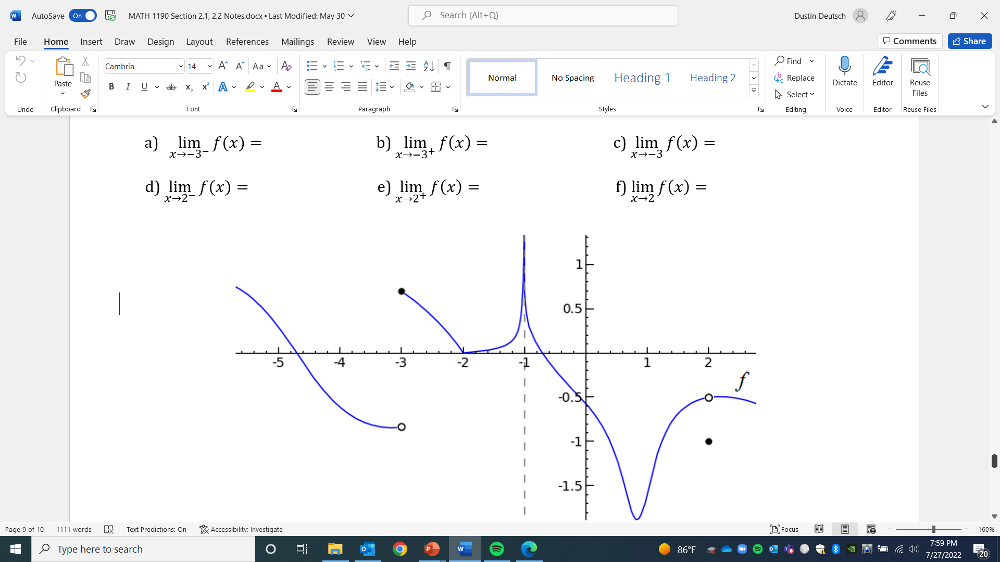 AutoSave On MATH 1190 Section 2.1, 2.2 Notes.docx • Last Modified: May 30 Search (Alt+Q) Dustin Deutsch
File Home Insert Draw Design Layout References Mailings Review View Help Comments Share
Paste
Cambria 14 A^ Aˇ Aa A
B I U ab x₂ x² A A
Normal No Spacing Heading 1 Heading 2
Find
Replace
Select
Dictate
Editor
Reuse
Files
Undo Clipboard Font Paragraph Styles Editing Voice Editor Reuse Files
a) lim x→−3− f(x) = b) lim x→−3+ f(x) = c) lim x→−3 f(x) =
d) lim x→2− f(x) = e) lim x→2+ f(x) = f) lim x→2 f(x) =
1
0.5
-5 -4 -3 -2 -1 1 2
f
-0.5
-1
-1.5
Page 9 of 10 1111 words Text Predictions: On Accessibility: Investigate Focus 160%
Type here to search 86°F 7:59 PM
7/27/2022 20